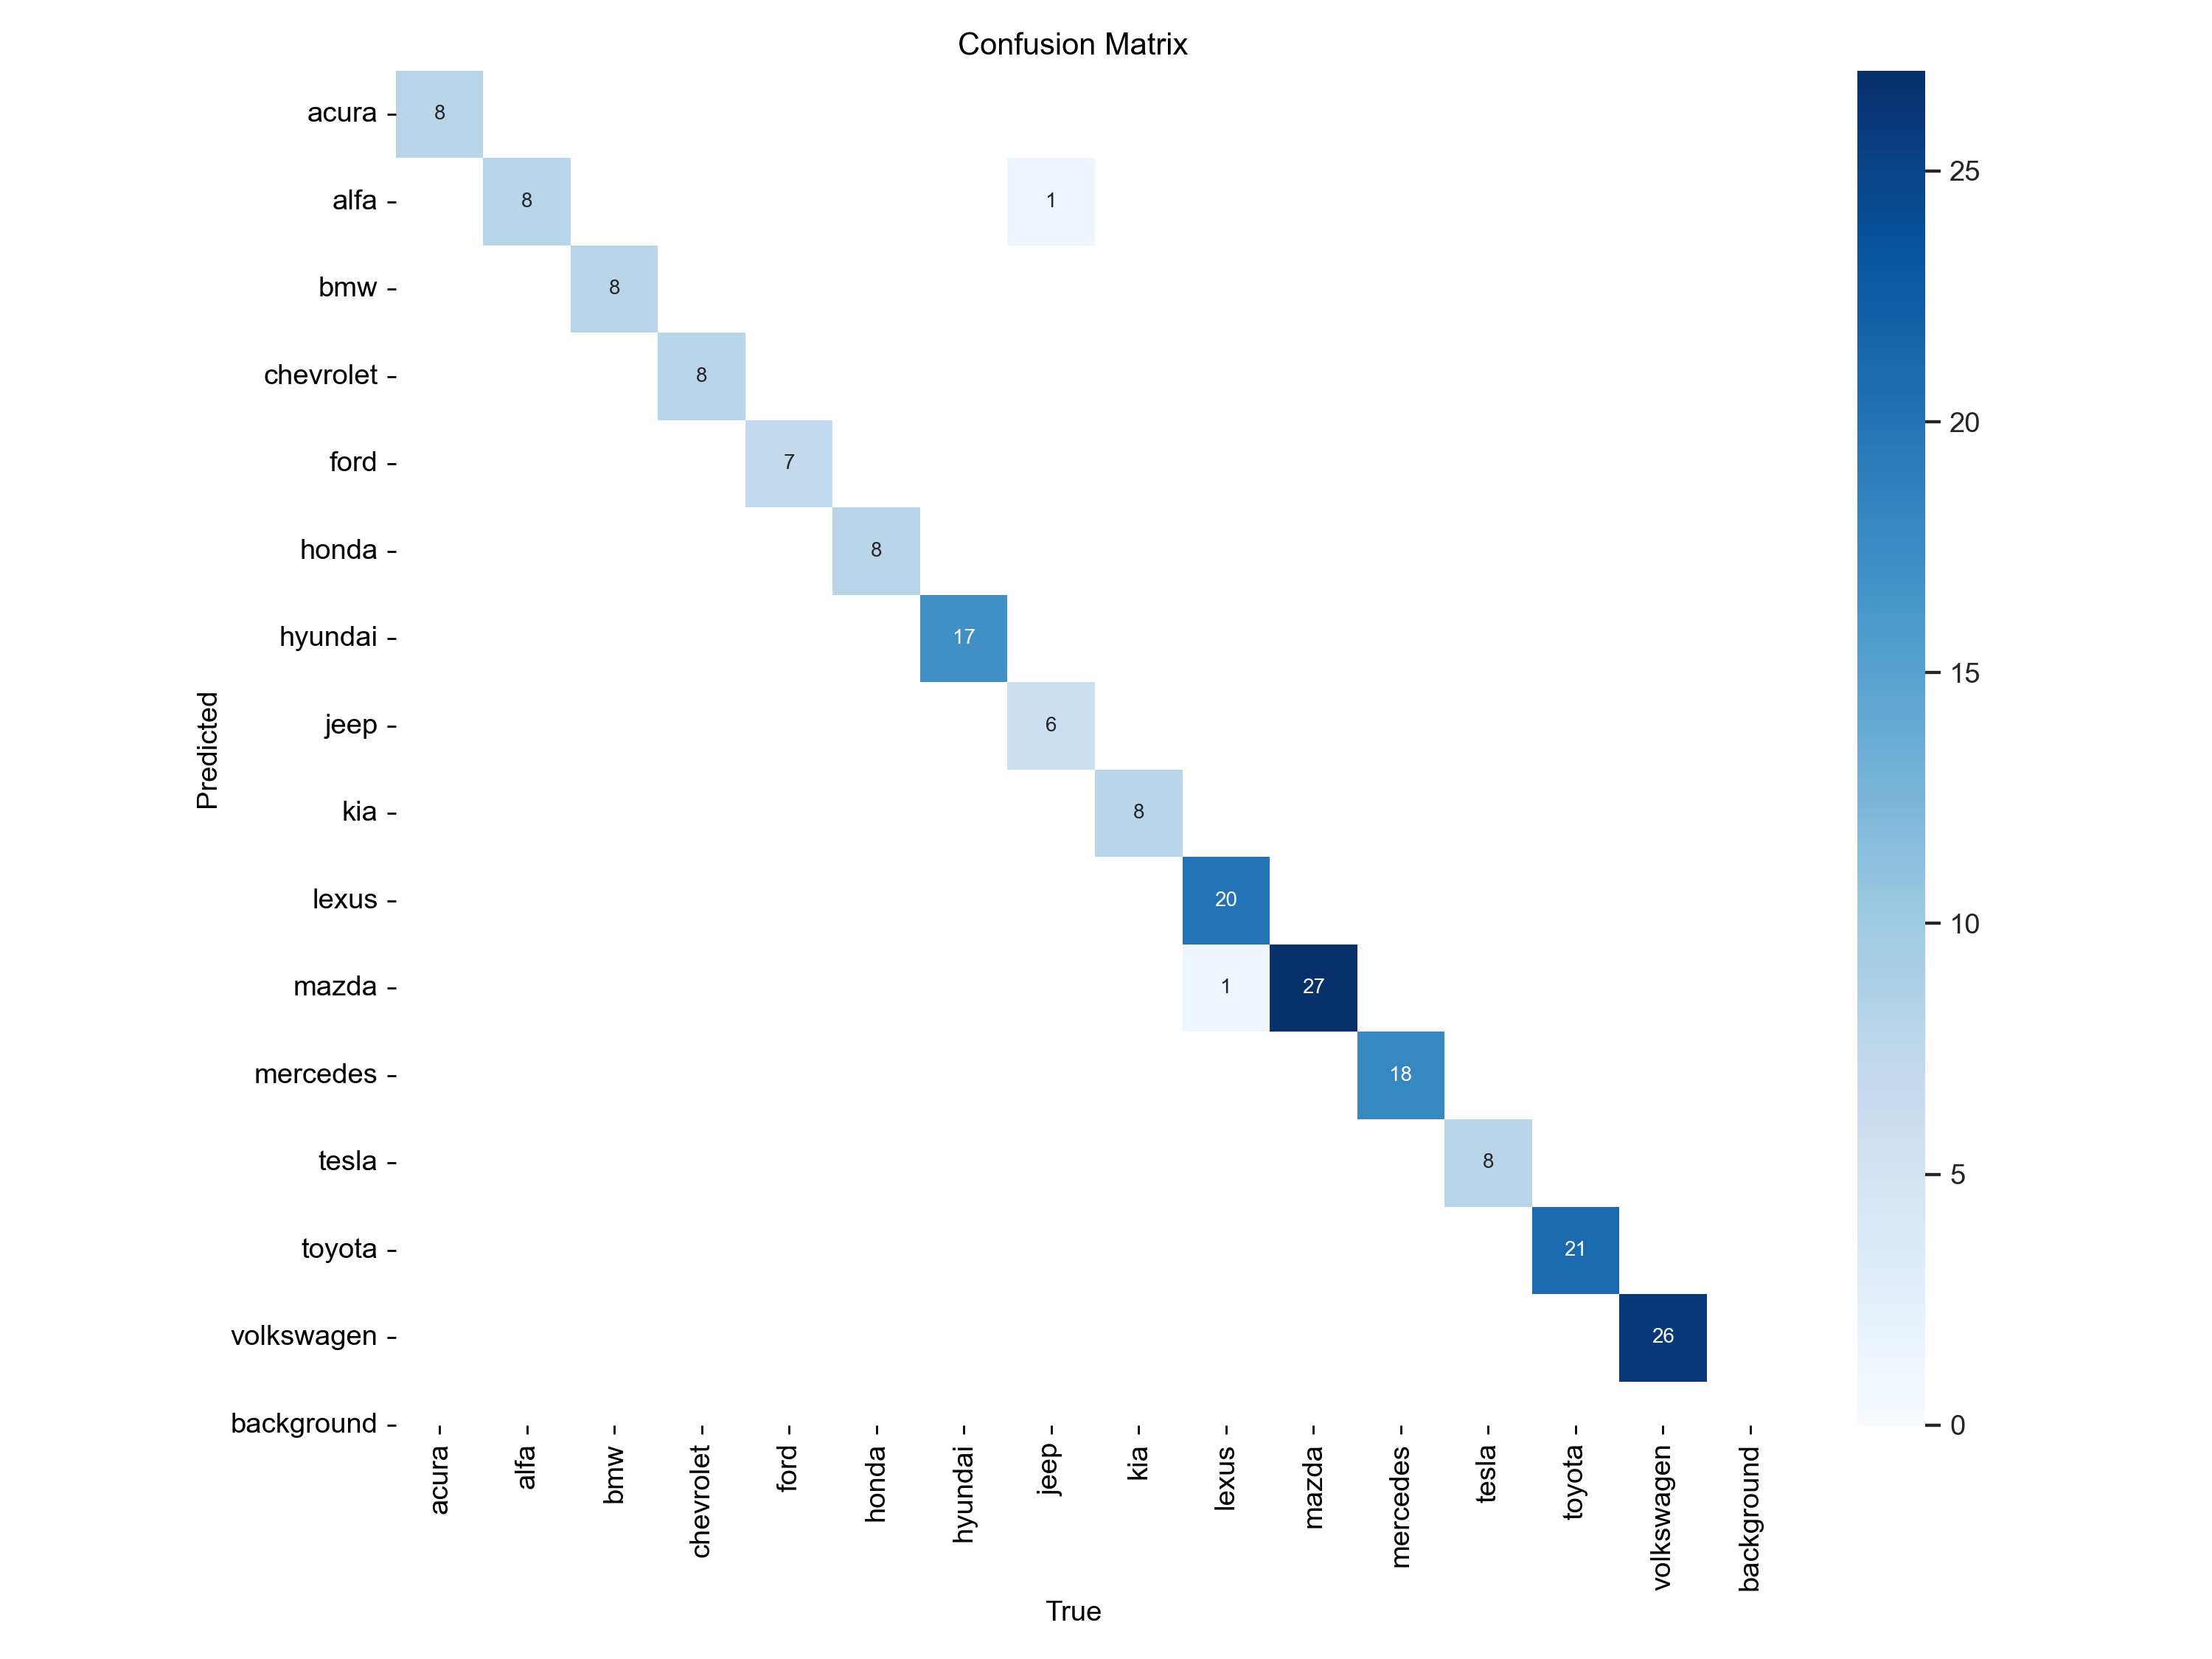 Confusion Matrix
acura
8
alfa
8
1
bmw
8
chevrolet
8
ford
7
honda
8
hyundai
17
jeep
6
kia
8
lexus
20
mazda
1
27
mercedes
18
tesla
8
toyota
21
volkswagen
26
background
Predicted
acura
alfa
bmw
chevrolet
ford
honda
hyundai
jeep
kia
lexus
mazda
mercedes
tesla
toyota
volkswagen
background
True
25
20
15
10
5
0